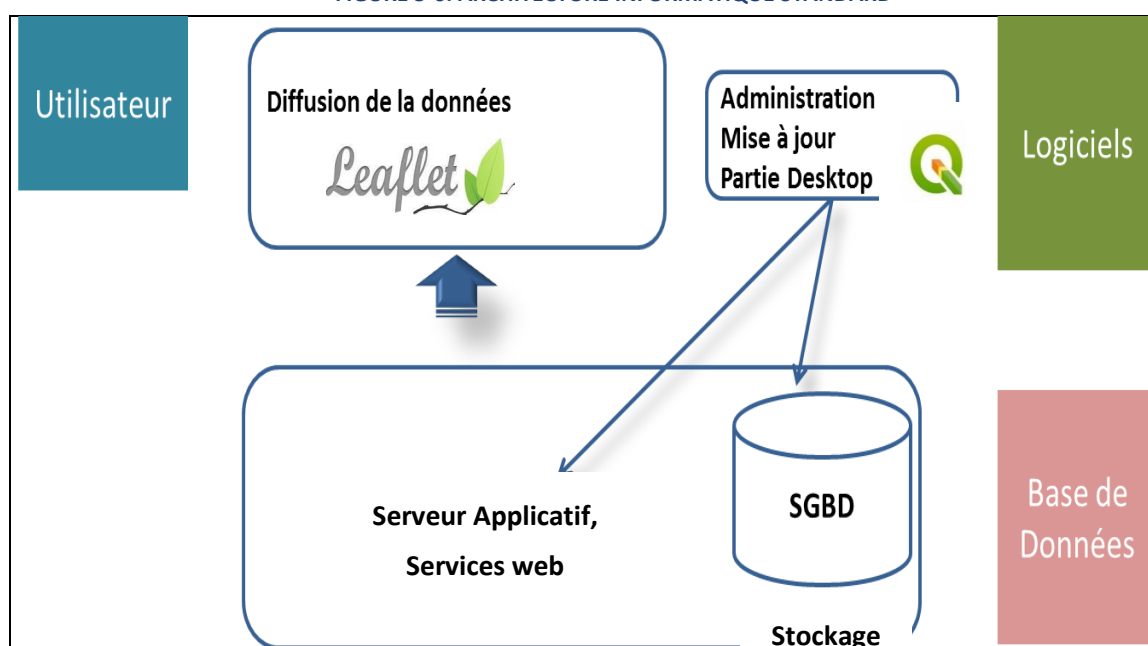 Utilisateur
Diffusion de la données
Leaflet
Administration
Mise à jour
Partie Desktop
Logiciels
Serveur Applicatif,
Services web
SGBD
Stockage
Base de
Données